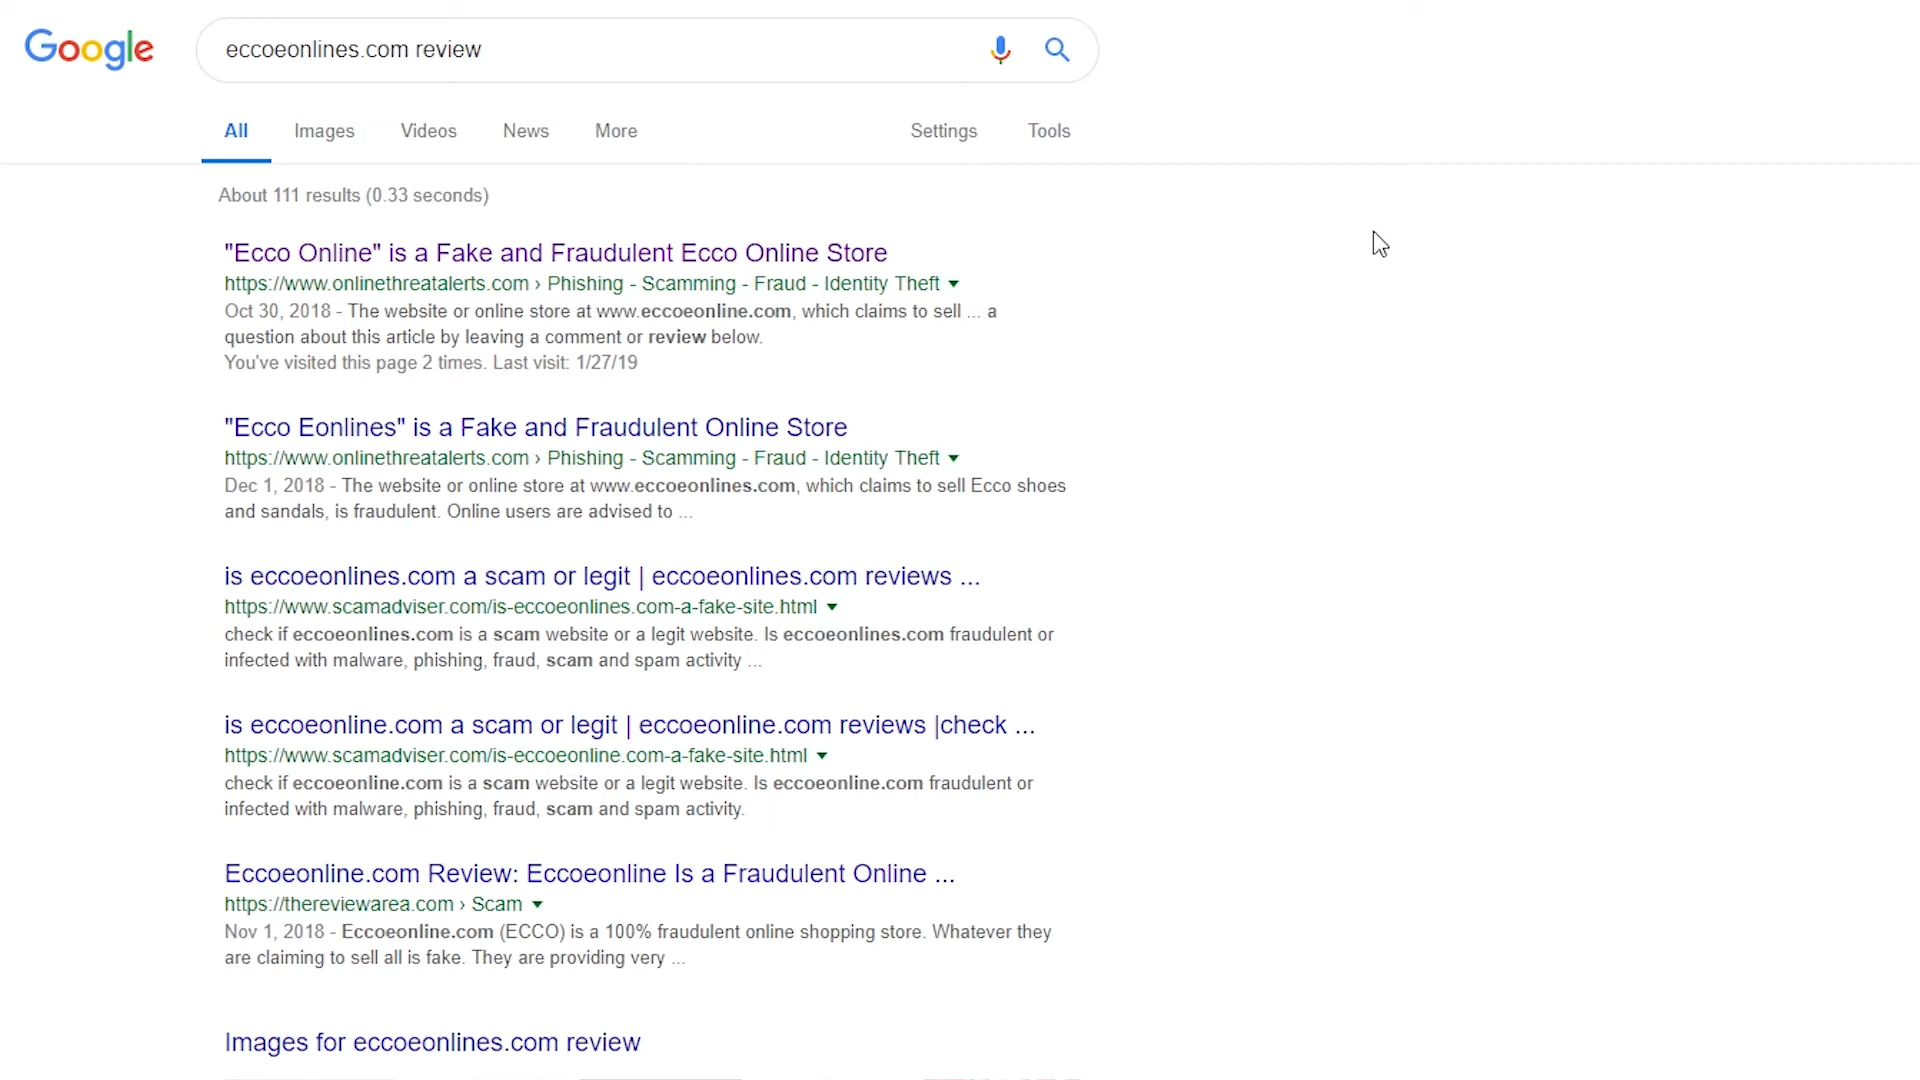 Google
eccoeonlines.com review
All Images Videos News More Settings Tools
About 111 results (0.33 seconds)
"Ecco Online" is a Fake and Fraudulent Ecco Online Store
https://www.onlinethreatalerts.com › Phishing - Scamming - Fraud - Identity Theft
Oct 30, 2018 - The website or online store at www.eccoeonline.com, which claims to sell ... a
question about this article by leaving a comment or review below.
You've visited this page 2 times. Last visit: 1/27/19
"Ecco Eonlines" is a Fake and Fraudulent Online Store
https://www.onlinethreatalerts.com › Phishing - Scamming - Fraud - Identity Theft
Dec 1, 2018 - The website or online store at www.eccoeonlines.com, which claims to sell Ecco shoes
and sandals, is fraudulent. Online users are advised to ...
is eccoeonlines.com a scam or legit | eccoeonlines.com reviews ...
https://www.scamadviser.com/is-eccoeonlines.com-a-fake-site.html
check if eccoeonlines.com is a scam website or a legit website. Is eccoeonlines.com fraudulent or
infected with malware, phishing, fraud, scam and spam activity ...
is eccoeonline.com a scam or legit | eccoeonline.com reviews |check ...
https://www.scamadviser.com/is-eccoeonline.com-a-fake-site.html
check if eccoeonline.com is a scam website or a legit website. Is eccoeonline.com fraudulent or
infected with malware, phishing, fraud, scam and spam activity.
Eccoeonline.com Review: Eccoeonline Is a Fraudulent Online ...
https://thereviewarea.com › Scam
Nov 1, 2018 - Eccoeonline.com (ECCO) is a 100% fraudulent online shopping store. Whatever they
are claiming to sell all is fake. They are providing very ...
Images for eccoeonlines.com review